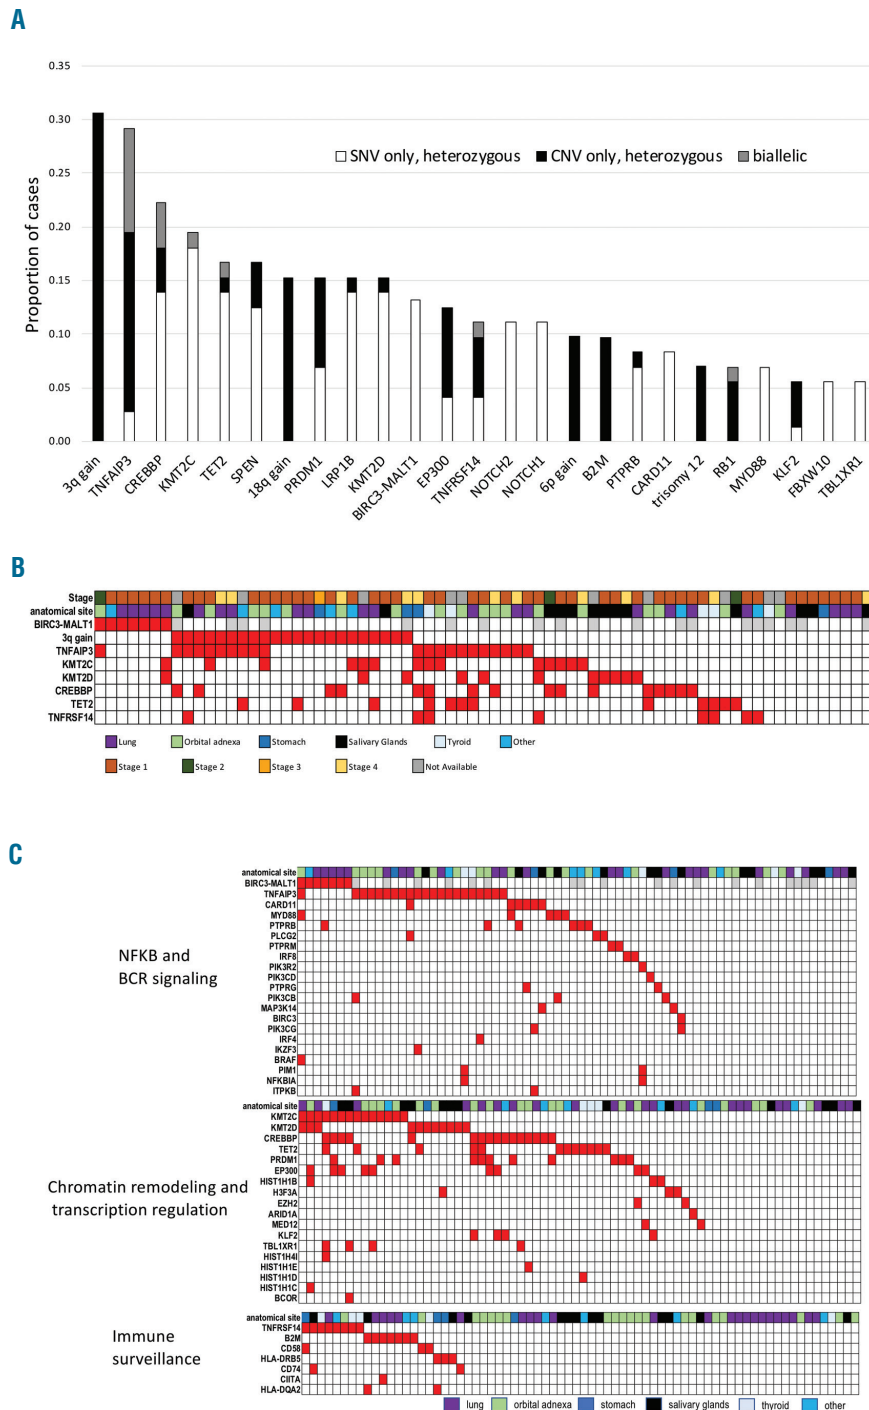 A
0.35
0.30
0.25
0.20
0.15
0.10
0.05
0.00
Proportion of cases
SNV only, heterozygous
CNV only, heterozygous
biallelic
3q gain
TNFAIP3
CREBBP
KMT2C
TET2
SPEN
18q gain
PRDM1
LRP1B
KMT2D
BIRC3-MALT1
EP300
TNFRSF14
NOTCH2
NOTCH1
6p gain
B2M
PTPRB
CARD11
trisomy 12
RB1
MYD88
KLF2
FBXW10
TBL1XR1
B
Stage
anatomical site
BIRC3-MALT1
3q gain
TNFAIP3
KMT2C
KMT2D
CREBBP
TET2
TNFRSF14
Lung
Orbital adnexa
Stomach
Salivary Glands
Tyroid
Other
Stage 1
Stage 2
Stage 3
Stage 4
Not Available
C
NFKB and
BCR signaling
anatomical site
BIRC3-MALT1
TNFAIP3
CARD11
MYD88
PTPRB
PLCG2
PTPRM
IRF8
PIK3R2
PIK3CD
PTPRG
PIK3CB
MAP3K14
BIRC3
PIK3CG
IRF4
IKZF3
BRAF
PIM1
NFKBIA
ITPKB
Chromatin remodeling and
transcription regulation
anatomical site
KMT2C
KMT2D
CREBBP
TET2
PRDM1
EP300
HIST1H1B
H3F3A
EZH2
ARID1A
MED12
KLF2
TBL1XR1
HIST1H4I
HIST1H1E
HIST1H1D
HIST1H1C
BCOR
Immune
surveillance
anatomical site
TNFRSF14
B2M
CD58
HLA-DRB5
CD74
CIITA
HLA-DQA2
lung
orbital adnexa
stomach
salivary glands
thyroid
other